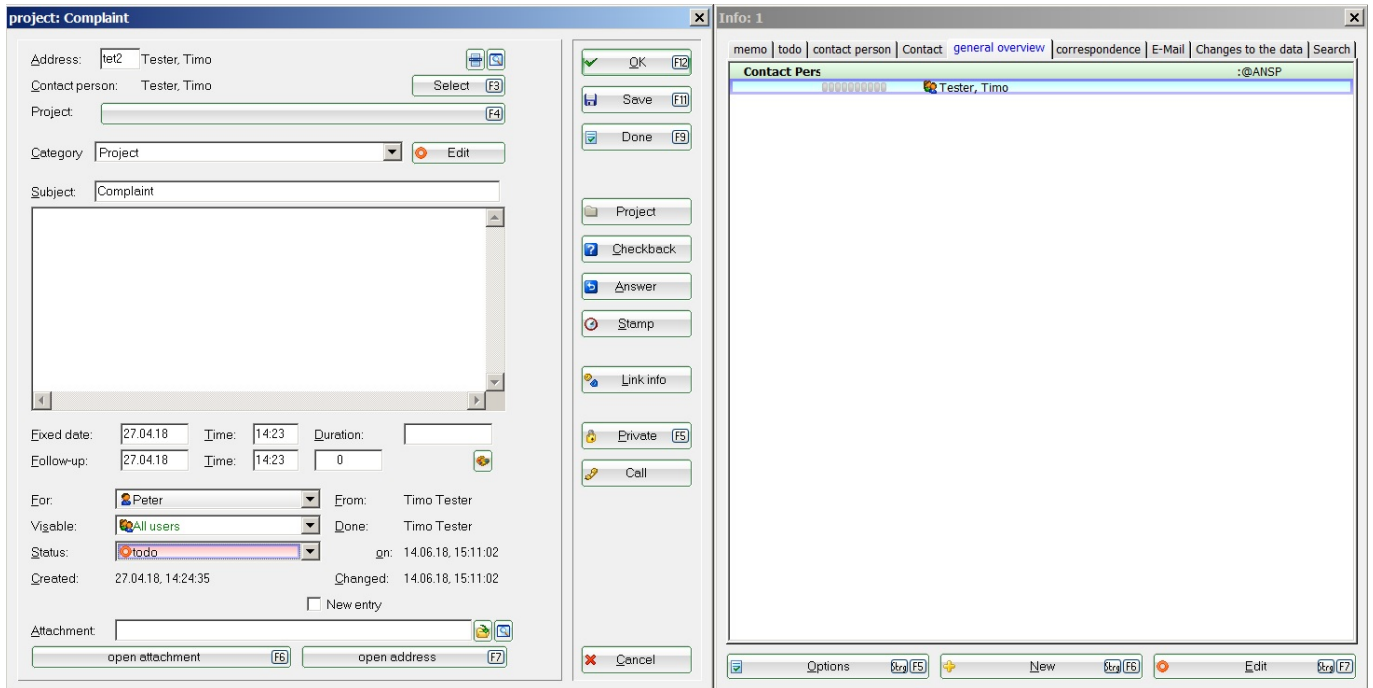 project: Complaint
Address: tet2 Tester, Timo
Contact person: Tester, Timo Select F3
Project: F4
Category Project Edit
Subject: Complaint
Fixed date: 27.04.18 Time: 14:23 Duration:
Follow-up: 27.04.18 Time: 14:23 0
For: Peter From: Timo Tester
Visable: All users Done: Timo Tester
Status: todo on: 14.06.18, 15:11:02
Created: 27.04.18, 14:24:35 Changed: 14.06.18, 15:11:02
New entry
Attachment:
open attachment F6 open address F7
OK F12
Save F11
Done F9
Project
Checkback
Answer
Stamp
Link info
Private F5
Call
Cancel
Info: 1
memo todo contact person Contact general overview correspondence E-Mail Changes to the data Search
Contact Pers :@ANSP
Tester, Timo
Options Strg F5 New Strg F6 Edit Strg F7